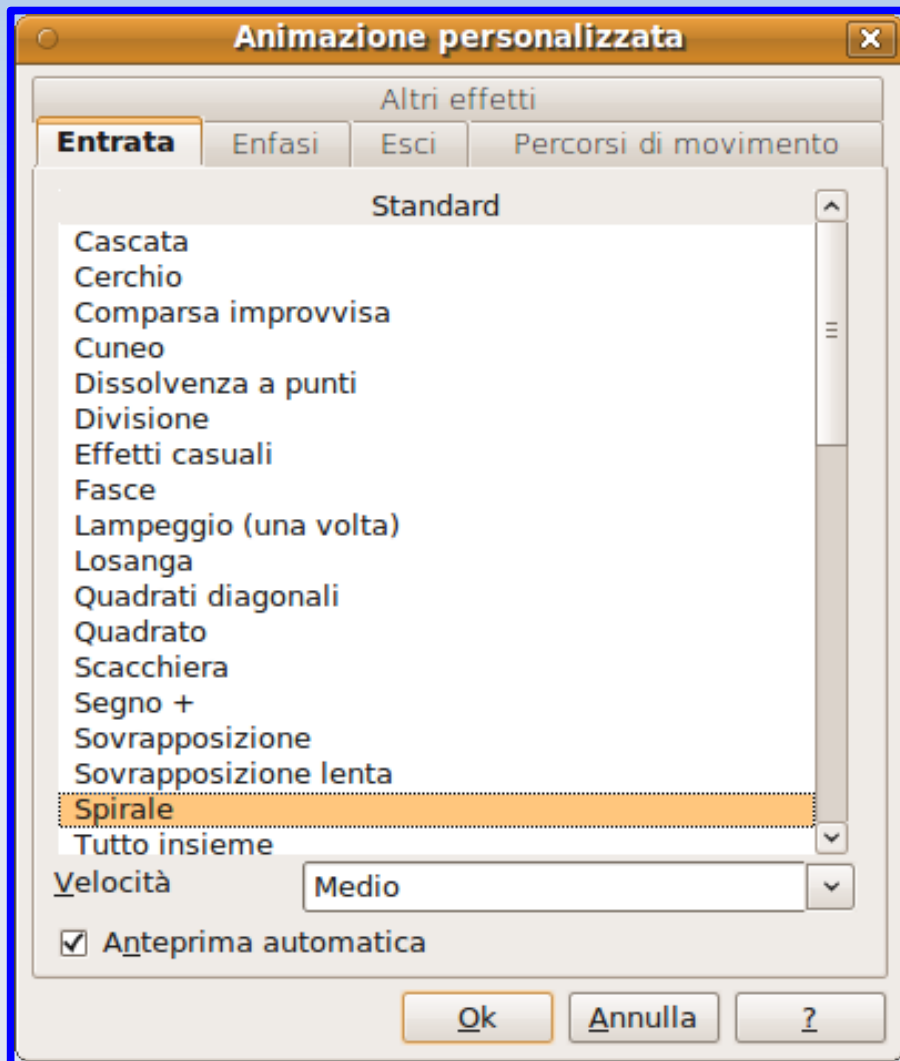 Animazione personalizzata
Altri effetti
Entrata Enfasi Esci Percorsi di movimento
Standard
Cascata
Cerchio
Comparsa improvvisa
Cuneo
Dissolvenza a punti
Divisione
Effetti casuali
Fasce
Lampeggio (una volta)
Losanga
Quadrati diagonali
Quadrato
Scacchiera
Segno +
Sovrapposizione
Sovrapposizione lenta
Spirale
Tutto insieme
Velocità Medio
Anteprima automatica
Ok Annulla ?